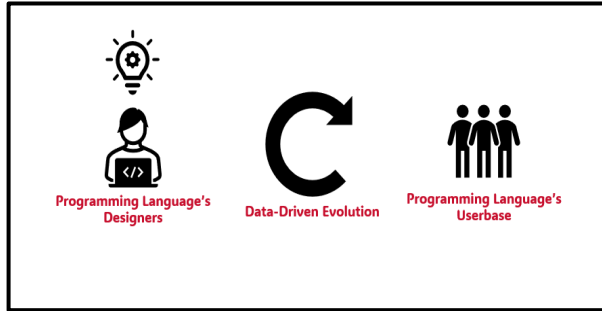 </>
Programming Language's
Designers
Data-Driven Evolution
Programming Language's
Userbase